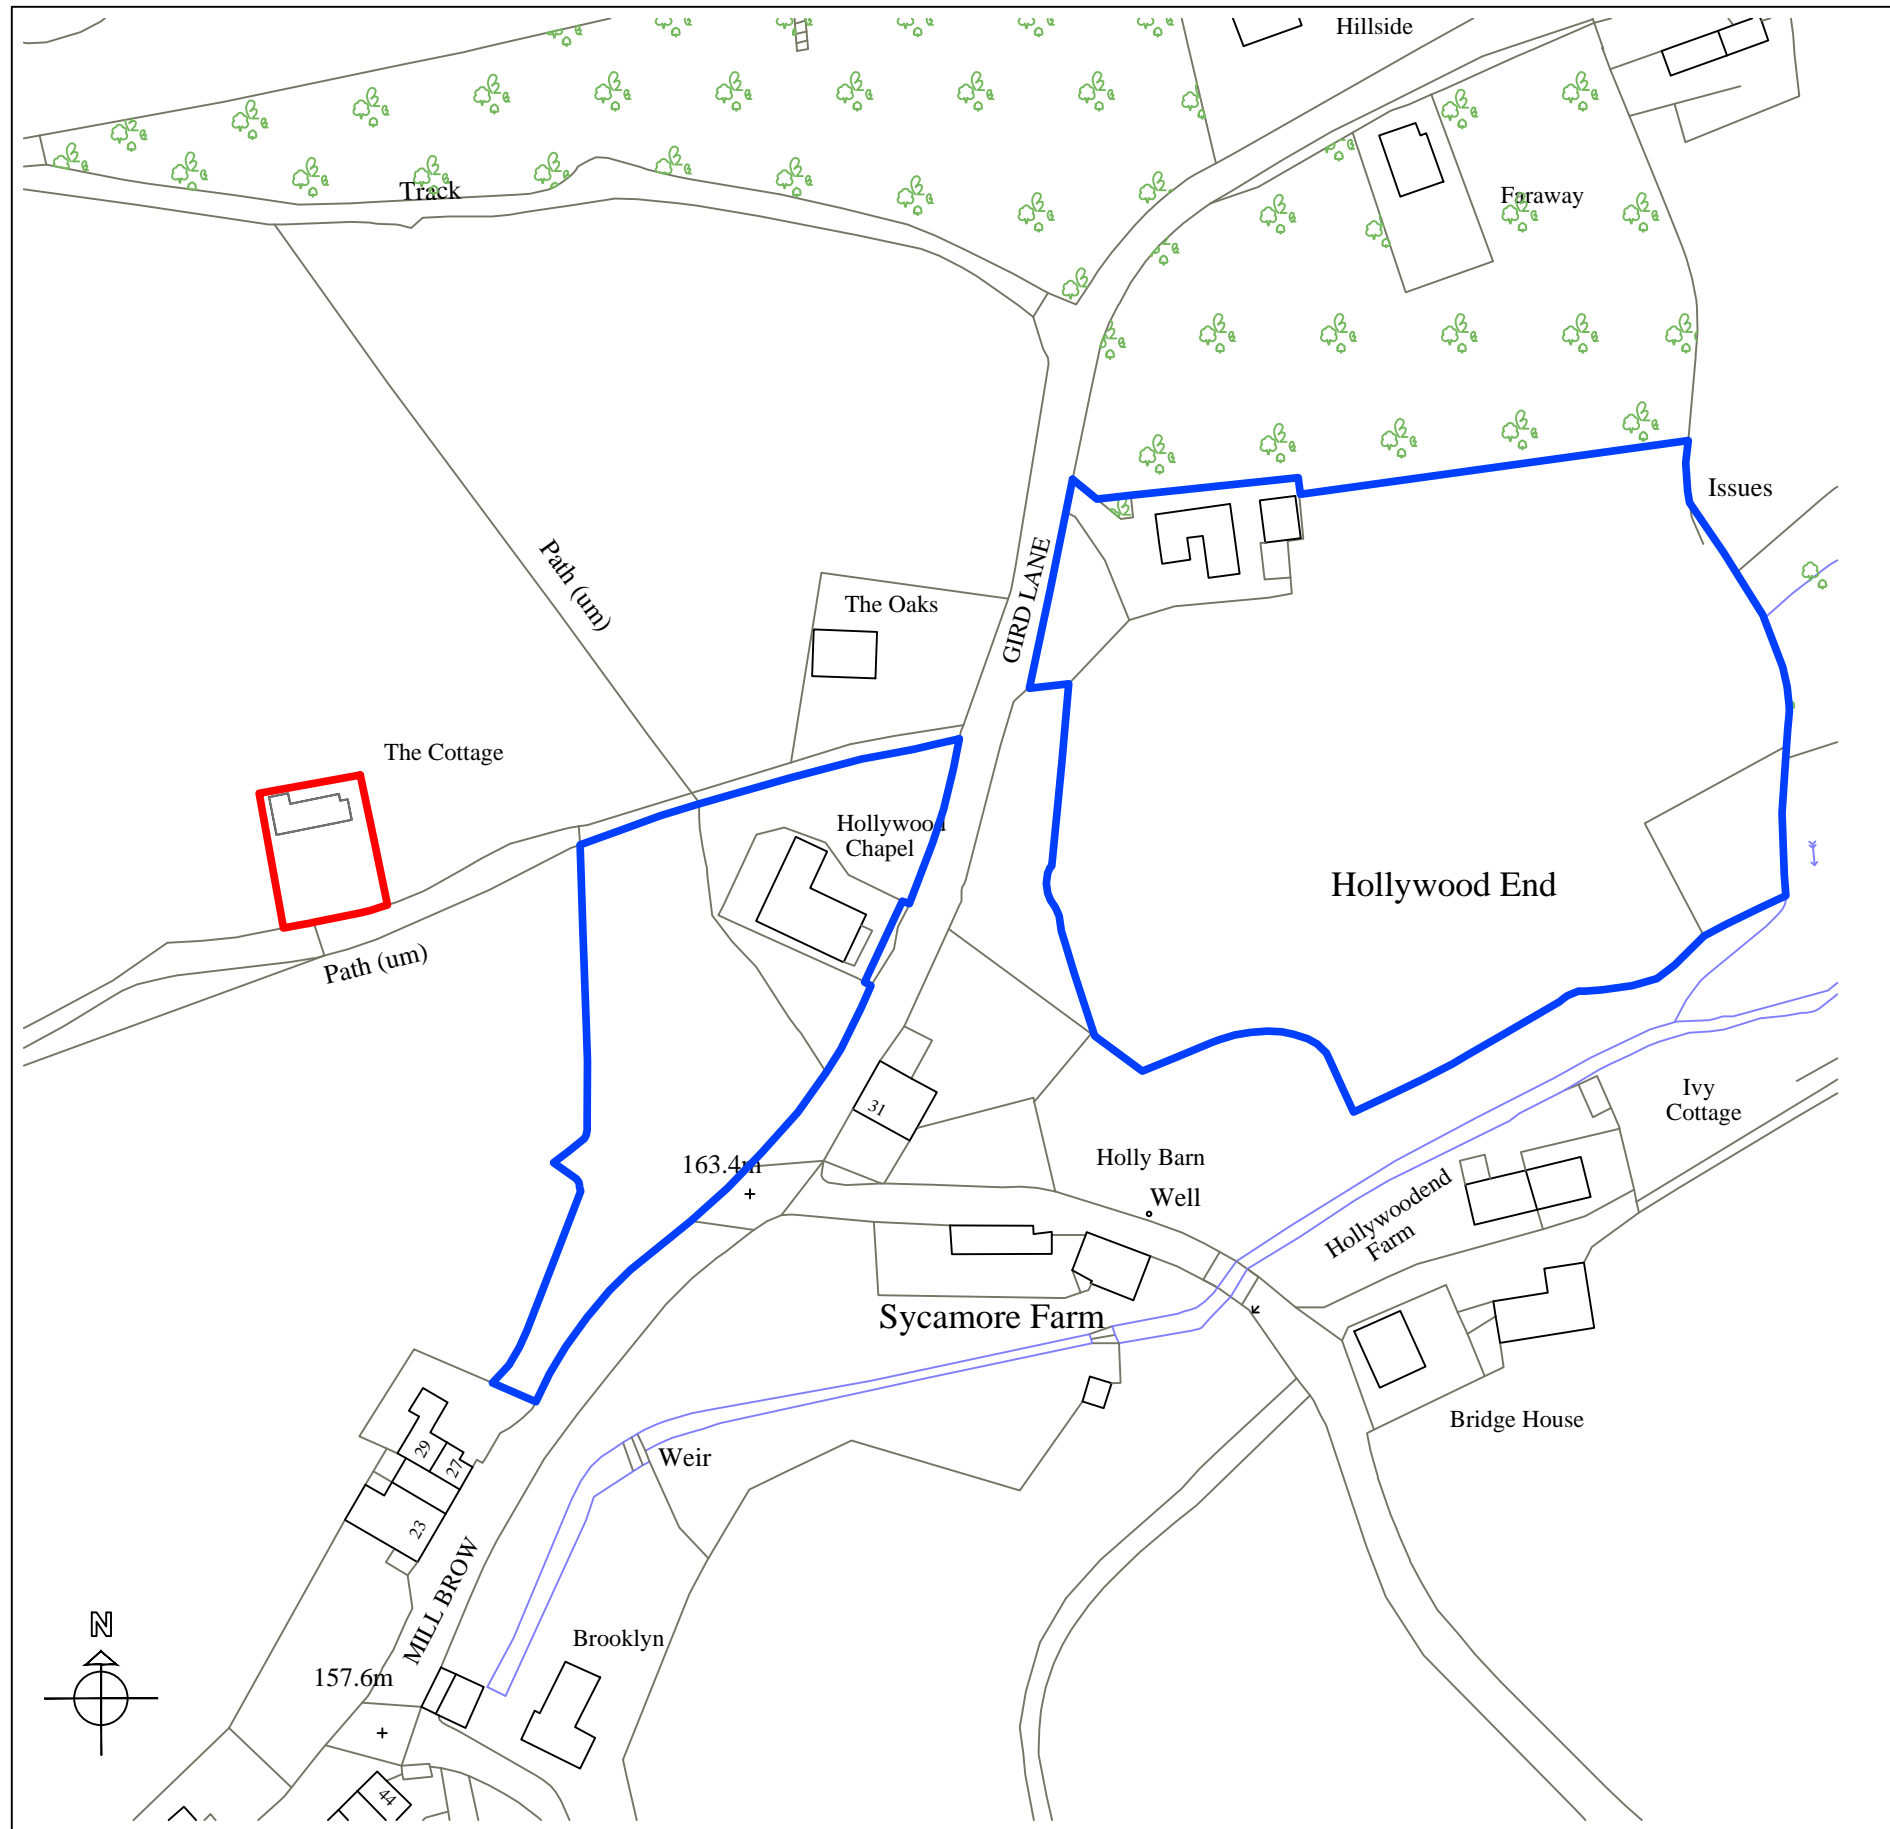 Hillside
Track
Faraway
Issues
Path (um)
GIRD LANE
The Oaks
The Cottage
Hollywood
Chapel
Hollywood End
Path (um)
31
Ivy
Cottage
163.4m
Holly Barn
Well
Hollywoodend
Farm
Sycamore Farm
Bridge House
29
27
Weir
23
MILL BROW
N
Brooklyn
157.6m
44